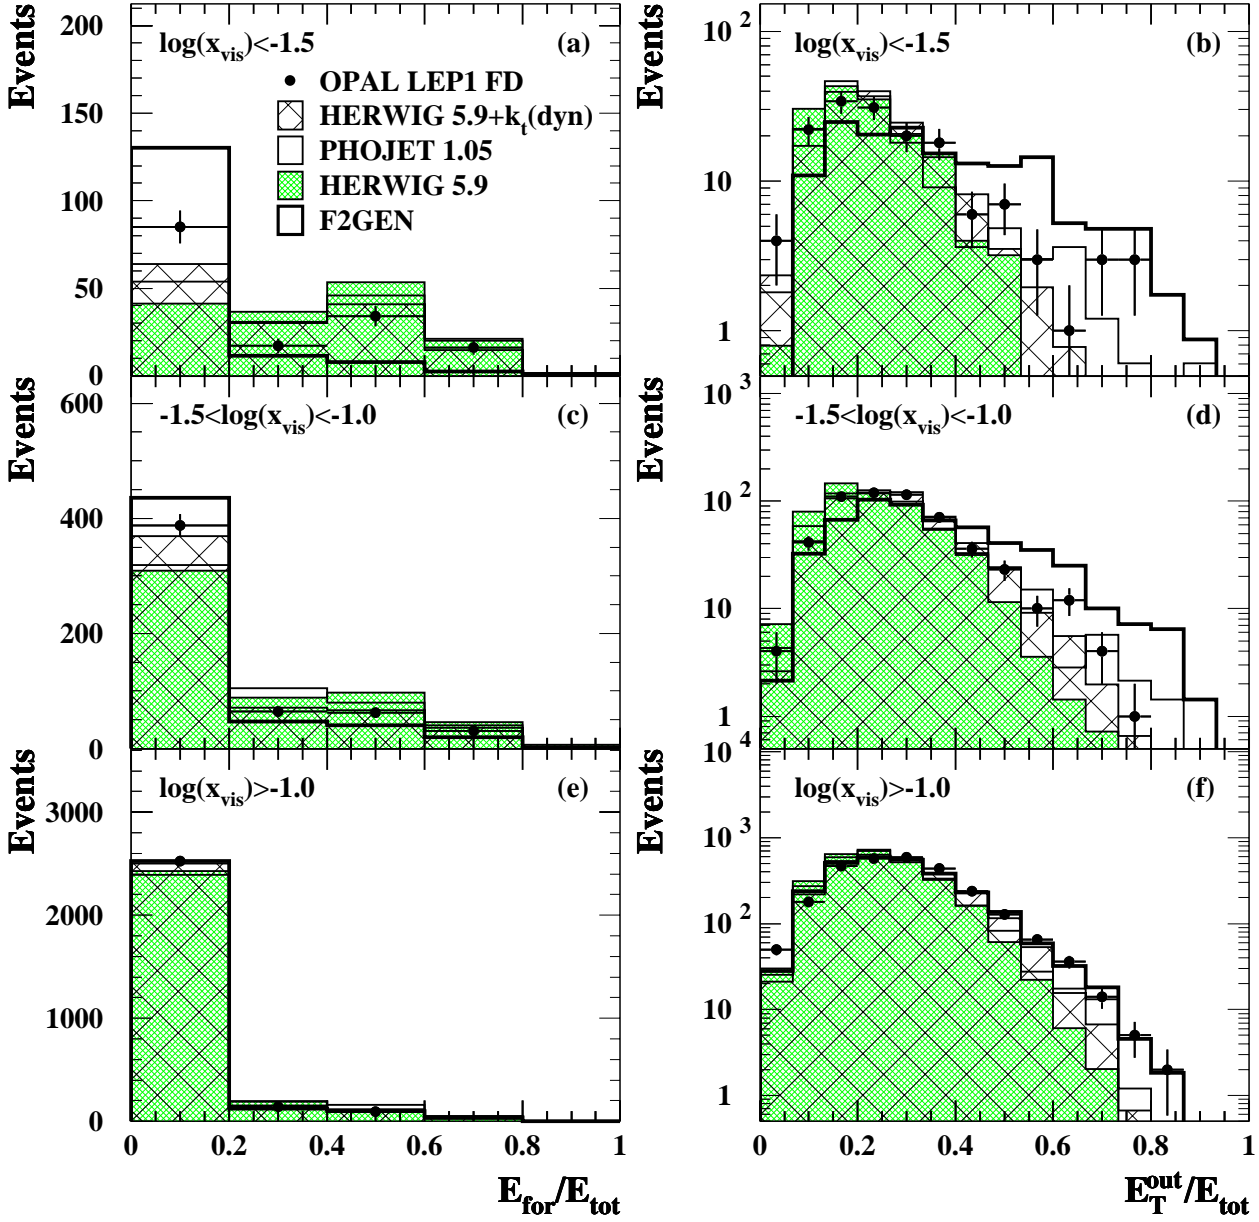 Events
200
150
100
50
0
log(x_vis)<-1.5
(a)
OPAL LEP1 FD
HERWIG 5.9+k_t(dyn)
PHOJET 1.05
HERWIG 5.9
F2GEN
Events
10^2
10
1
log(x_vis)<-1.5
(b)
Events
600
400
200
0
-1.5<log(x_vis)<-1.0
(c)
Events
10^3
10^2
10
1
-1.5<log(x_vis)<-1.0
(d)
Events
3000
2000
1000
0
log(x_vis)>-1.0
(e)
0 0.2 0.4 0.6 0.8 1
E_for/E_tot
Events
10^4
10^3
10^2
10
1
log(x_vis)>-1.0
(f)
0 0.2 0.4 0.6 0.8 1
E_T^out/E_tot